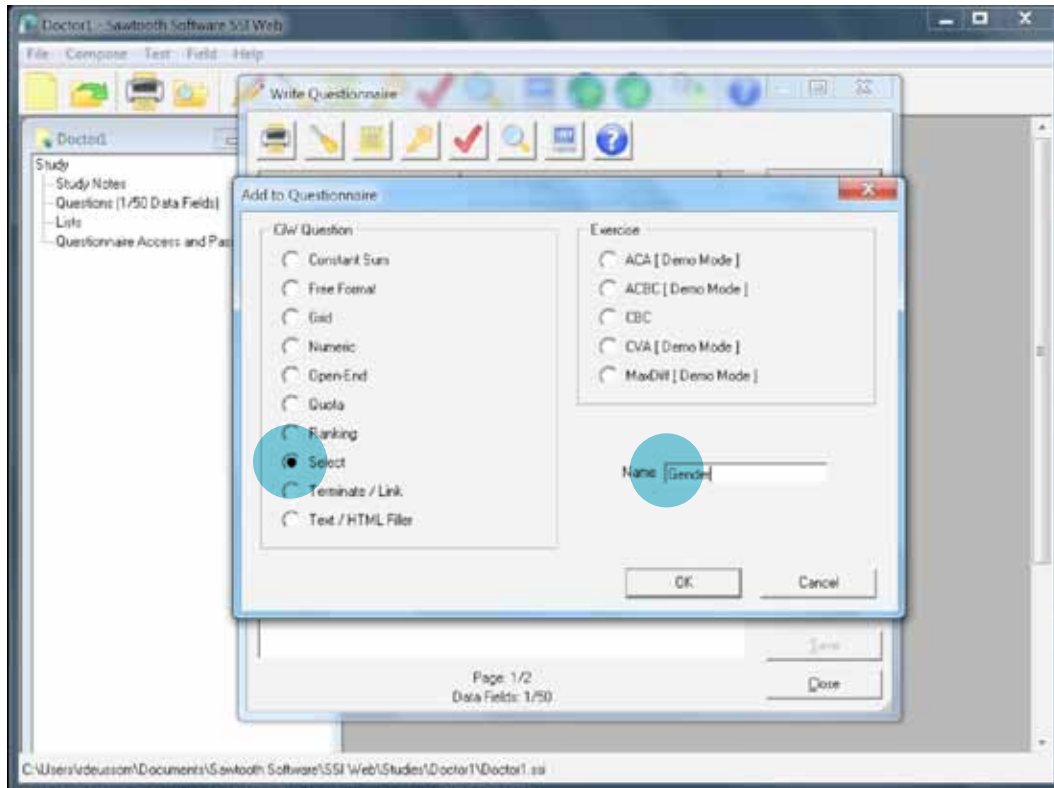 Doctor1 - Sawtooth Software SSI Web
File Compose Test Field Help
Write Questionnaire
Doctor1
Study
Study Notes
Questions (1/50 Data Fields)
Lists
Questionnaire Access and Pas
Add to Questionnaire
CiW Question
Constant Sum
Free Format
Grid
Numeric
Open-End
Quota
Ranking
Select
Terminate / Link
Text / HTML Filler
Exercise
ACA [ Demo Mode ]
ACBC [ Demo Mode ]
CBC
CVA [ Demo Mode ]
MaxDiff [ Demo Mode ]
Name Gender
OK Cancel
Save
Page: 1/2
Data Fields: 1/50
Close
C:\Users\rdeussom\Documents\Sawtooth Software\SSI Web\Studies\Doctor1\Doctor1.ssi